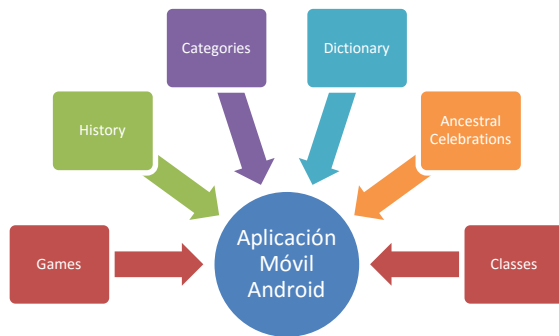 Categories
Dictionary
History
Ancestral
Celebrations
Games
Aplicación
Móvil
Android
Classes